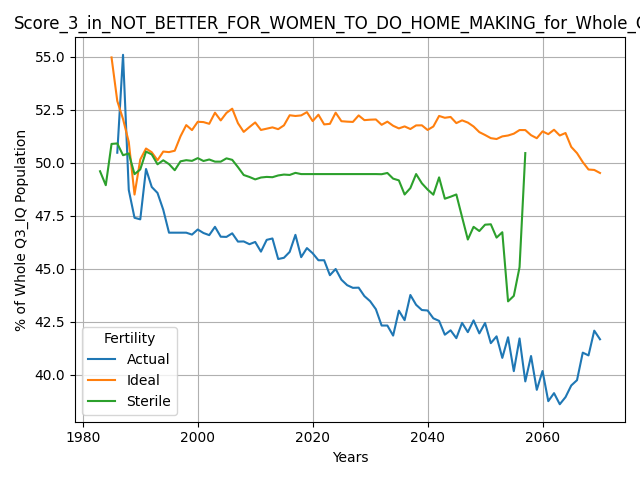 Score_3_in_NOT_BETTER_FOR_WOMEN_TO_DO_HOME_MAKING_for_Whole_
% of Whole Q3_IQ Population
55.0
52.5
50.0
47.5
45.0
42.5
40.0
Fertility
Actual
Ideal
Sterile
1980
2000
2020
2040
2060
Years